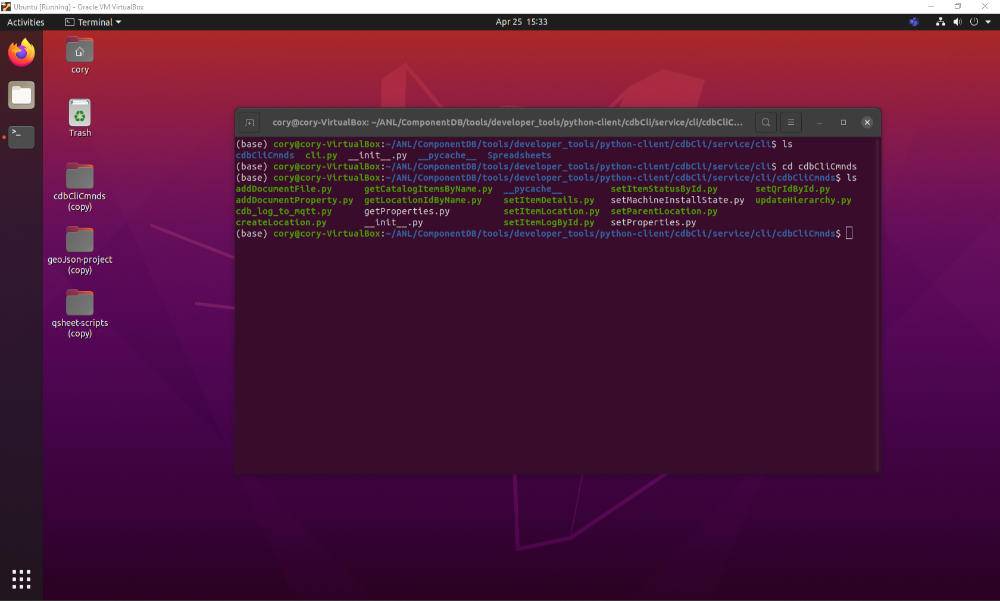 Ubuntu [Running] - Oracle VM VirtualBox
Activities Terminal Apr 25 15:33
cory
Trash
cdbCliCmnds
(copy)
geoJson-project
(copy)
qsheet-scripts
(copy)
cory@cory-VirtualBox: ~/ANL/ComponentDB/tools/developer_tools/python-client/cdbCli/service/cli/cdbCliC...
(base) cory@cory-VirtualBox:~/ANL/ComponentDB/tools/developer_tools/python-client/cdbCli/service/cli$ ls
cdbCliCmnds cli.py __init__.py __pycache__ Spreadsheets
(base) cory@cory-VirtualBox:~/ANL/ComponentDB/tools/developer_tools/python-client/cdbCli/service/cli$ cd cdbCliCmnds
(base) cory@cory-VirtualBox:~/ANL/ComponentDB/tools/developer_tools/python-client/cdbCli/service/cli/cdbCliCmnds$ ls
addDocumentFile.py getCatalogItemsByName.py __pycache__ setItemStatusById.py setQrIdById.py
addDocumentProperty.py getLocationIdByName.py setItemDetails.py setMachineInstallState.py updateHierarchy.py
cdb_log_to_mqtt.py getProperties.py setItemLocation.py setParentLocation.py
createLocation.py __init__.py setItemLogById.py setProperties.py
(base) cory@cory-VirtualBox:~/ANL/ComponentDB/tools/developer_tools/python-client/cdbCli/service/cli/cdbCliCmnds$